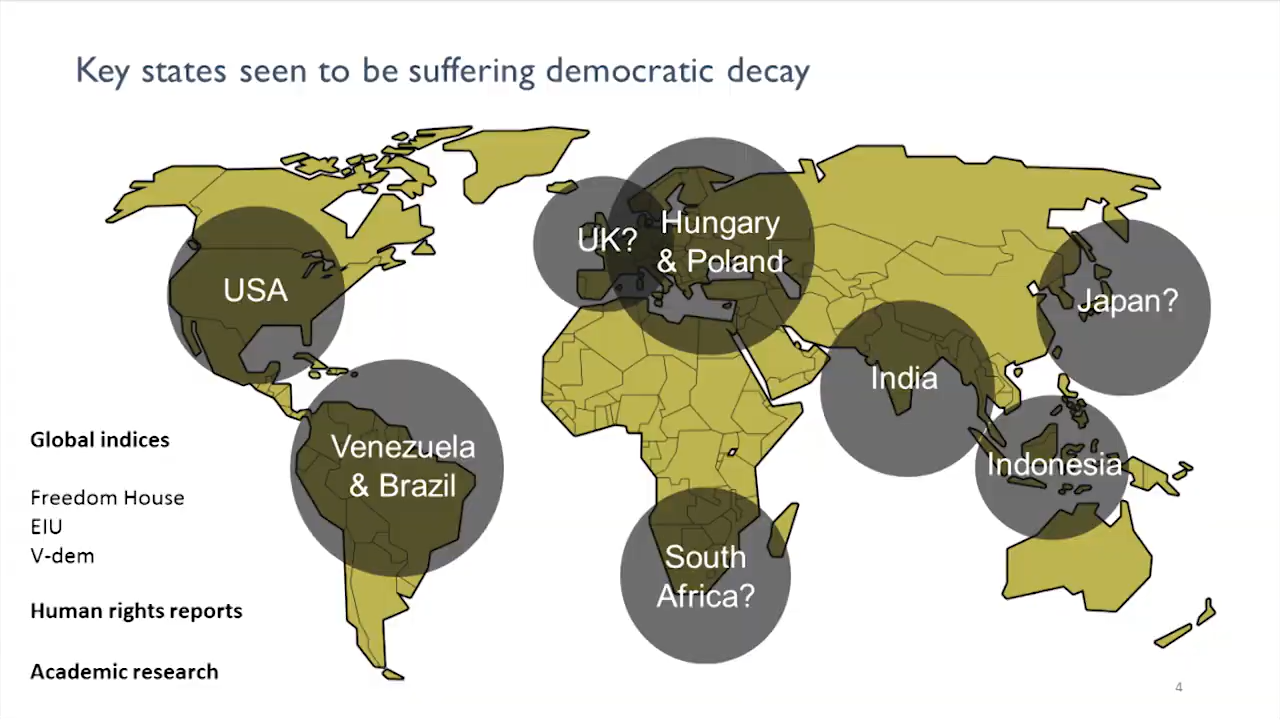 Key states seen to be suffering democratic decay
USA
UK?
Hungary
& Poland
Japan?
India
Venezuela
& Brazil
Indonesia
South
Africa?
Global indices
Freedom House
EIU
V-dem
Human rights reports
Academic research
4